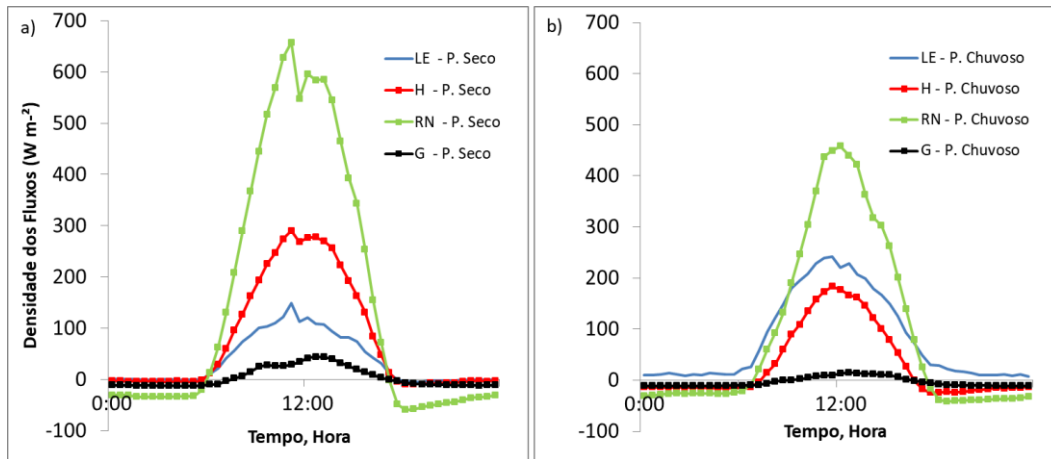 a)
Densidade dos Fluxos (W m-²)
700
600
500
400
300
200
100
0
-100
0:00
12:00
Tempo, Hora
LE - P. Seco
H - P. Seco
RN - P. Seco
G - P. Seco
b)
700
600
500
400
300
200
100
0
-100
0:00
12:00
Tempo, Hora
LE - P. Chuvoso
H - P. Chuvoso
RN - P. Chuvoso
G - P. Chuvoso